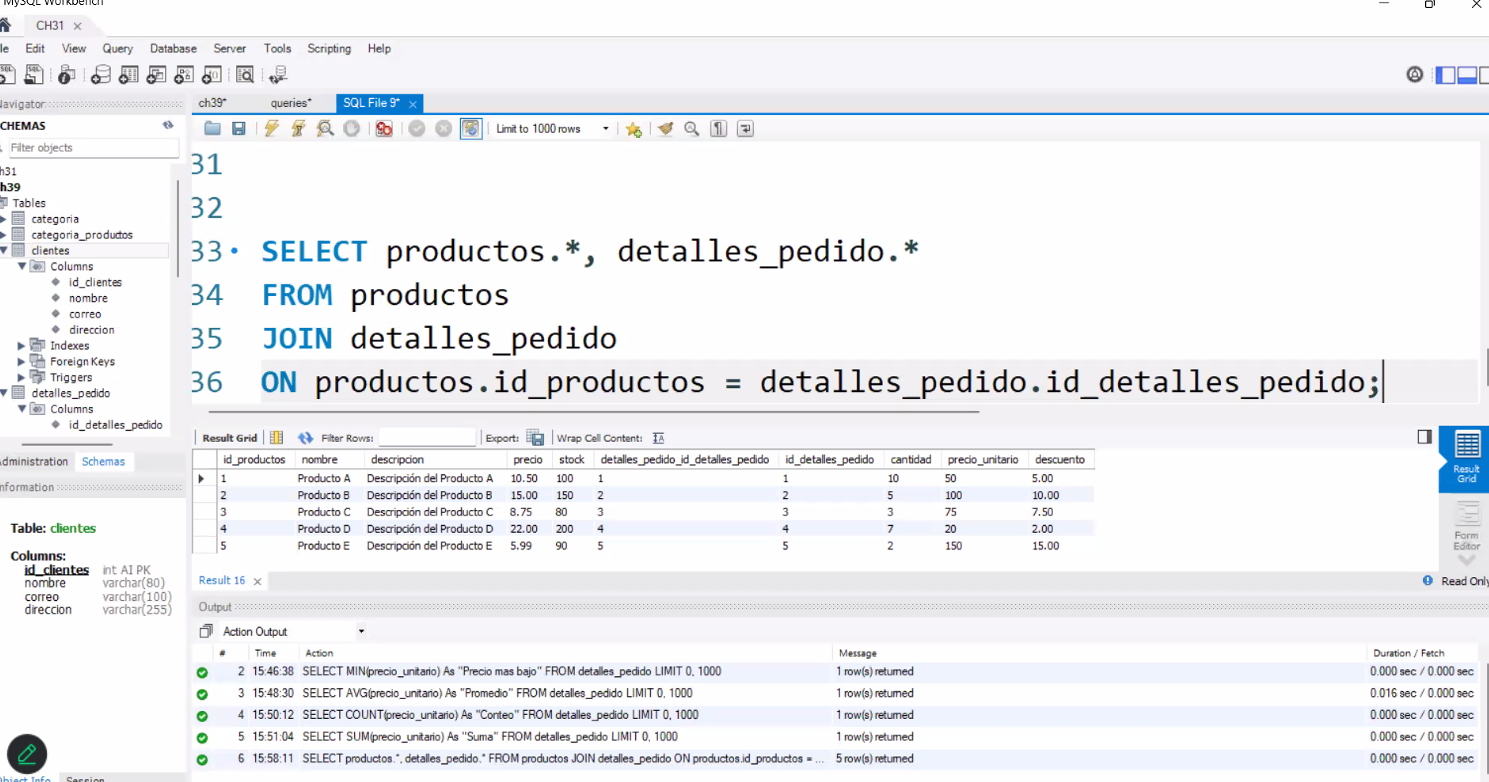 MySQL Workbench
CH31
Edit View Query Database Server Tools Scripting Help
Navigator
SCHEMAS
Filter objects
ch31
ch39
Tables
categoria
categoria_productos
clientes
Columns
id_clientes
nombre
correo
direccion
Indexes
Foreign Keys
Triggers
detalles_pedido
Columns
id_detalles_pedido
Administration Schemas
Information
Table: clientes
Columns:
id_clientes int AI PK
nombre varchar(80)
correo varchar(100)
direccion varchar(255)
Object Info Session
ch39* queries* SQL File 9*
Limit to 1000 rows
31
32
33 SELECT productos.*, detalles_pedido.*
34 FROM productos
35 JOIN detalles_pedido
36 ON productos.id_productos = detalles_pedido.id_detalles_pedido;
Result Grid Filter Rows: Export: Wrap Cell Content:
id_productos nombre descripcion precio stock detalles_pedido_id_detalles_pedido id_detalles_pedido cantidad precio_unitario descuento
1 Producto A Descripción del Producto A 10.50 100 1 1 10 50 5.00
2 Producto B Descripción del Producto B 15.00 150 2 2 5 100 10.00
3 Producto C Descripción del Producto C 8.75 80 3 3 3 75 7.50
4 Producto D Descripción del Producto D 22.00 200 4 4 7 20 2.00
5 Producto E Descripción del Producto E 5.99 90 5 5 2 150 15.00
Result Grid
Form Editor
Result 16
Read Only
Output
Action Output
# Time Action Message Duration / Fetch
2 15:46:38 SELECT MIN(precio_unitario) As "Precio mas bajo" FROM detalles_pedido LIMIT 0, 1000 1 row(s) returned 0.000 sec / 0.000 sec
3 15:48:30 SELECT AVG(precio_unitario) As "Promedio" FROM detalles_pedido LIMIT 0, 1000 1 row(s) returned 0.016 sec / 0.000 sec
4 15:50:12 SELECT COUNT(precio_unitario) As "Conteo" FROM detalles_pedido LIMIT 0, 1000 1 row(s) returned 0.000 sec / 0.000 sec
5 15:51:04 SELECT SUM(precio_unitario) As "Suma" FROM detalles_pedido LIMIT 0, 1000 1 row(s) returned 0.000 sec / 0.000 sec
6 15:58:11 SELECT productos.*, detalles_pedido.* FROM productos JOIN detalles_pedido ON productos.id_productos = ... 5 row(s) returned 0.000 sec / 0.000 sec